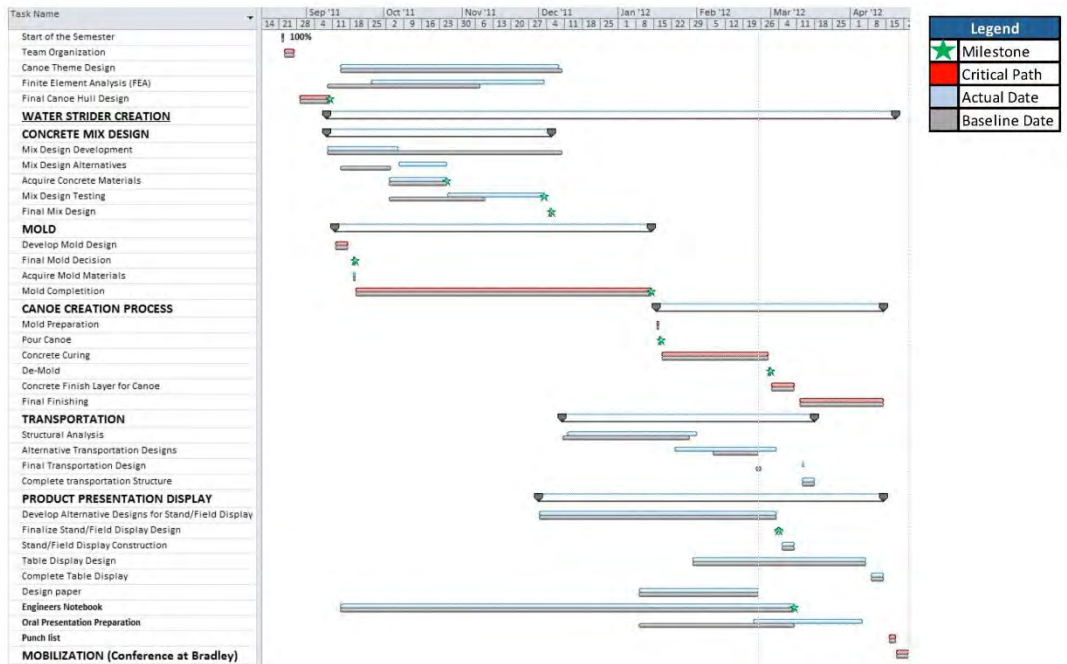 Task Name
Sep '11 Oct '11 Nov '11 Dec '11 Jan '12 Feb '12 Mar '12 Apr '12
14 21 28 4 11 18 25 2 9 16 23 30 6 13 20 27 4 11 18 25 1 8 15 22 29 5 12 19 26 4 11 18 25 1 8 15
Start of the Semester 100%
Team Organization
Canoe Theme Design
Finite Element Analysis (FEA)
Final Canoe Hull Design
WATER STRIDER CREATION
CONCRETE MIX DESIGN
Mix Design Development
Mix Design Alternatives
Acquire Concrete Materials
Mix Design Testing
Final Mix Design
MOLD
Develop Mold Design
Final Mold Decision
Acquire Mold Materials
Mold Completition
CANOE CREATION PROCESS
Mold Preparation
Pour Canoe
Concrete Curing
De-Mold
Concrete Finish Layer for Canoe
Final Finishing
TRANSPORTATION
Structural Analysis
Alternative Transportation Designs
Final Transportation Design
Complete transportation Structure
PRODUCT PRESENTATION DISPLAY
Develop Alternative Designs for Stand/Field Display
Finalize Stand/Field Display Design
Stand/Field Display Construction
Table Display Design
Complete Table Display
Design paper
Engineers Notebook
Oral Presentation Preparation
Punch list
MOBILIZATION (Conference at Bradley)
Legend
Milestone
Critical Path
Actual Date
Baseline Date